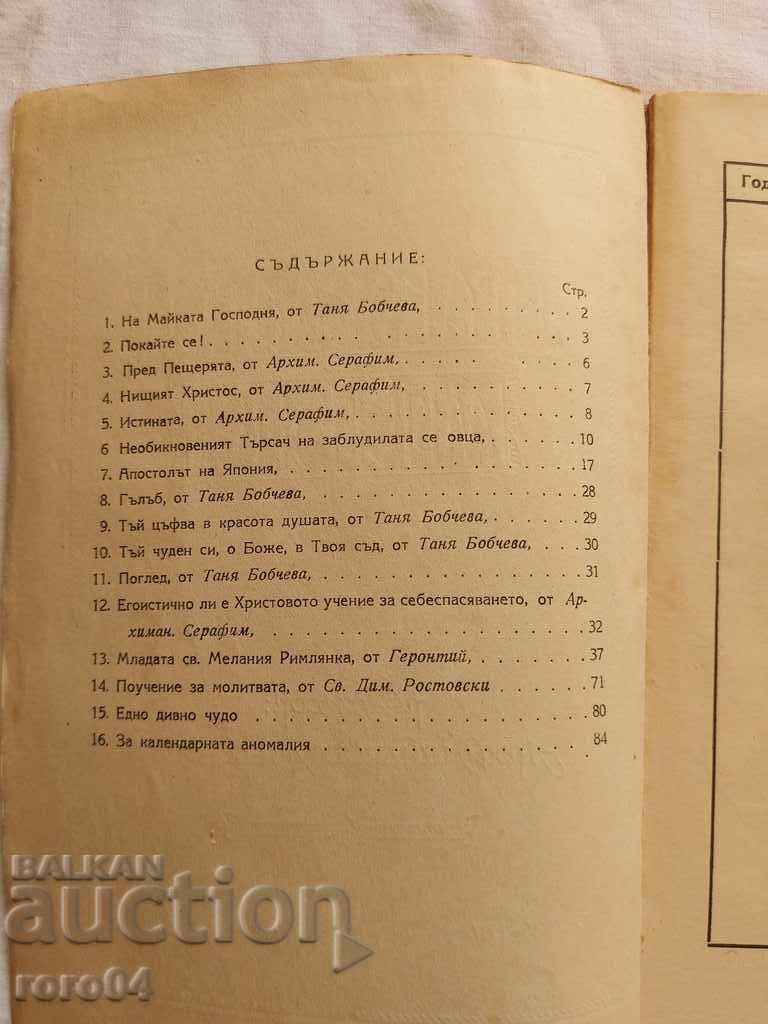 СЪДЪРЖАНИЕ:
Стр.
1. На Майката Господня, от Таня Бобчева, . . . . . . . . . 2
2. Покайте се! . . . . . . . . . . . . . . . . . 3
3. Пред Пещерята, от Архим. Серафим, . . . . . . . . . 6
4. Нищият Христос, от Архим. Серафим, . . . . . . . . . 7
5. Истината, от Архим. Серафим, . . . . . . . . . . . . 8
6 Необикновеният Търсач на заблудилата се овца, . . . . . . 10
7. Апостолът на Япония, . . . . . . . . . . . . . . . 17
8. Гълъб, от Таня Бобчева, . . . . . . . . . . . . . . 28
9. Тъй цъфва в красота душата, от Таня Бобчева, . . . . . . 29
10. Тъй чуден си, о Боже, в Твоя съд, от Таня Бобчева, . . . 30
11. Поглед, от Таня Бобчева, . . . . . . . . . . . . . . 31
12. Егоистично ли е Христовото учение за себеспасяването, от Ар-
химан. Серафим, . . . . . . . . . . . . . . . . . 32
13. Младата св. Мелания Римлянка, от Геронтий, . . . . . . . 37
14. Поучение за молитвата, от Св. Дим. Ростовски . . . . . . 71
15. Едно дивно чудо . . . . . . . . . . . . . . . . . 80
16. За календарната аномалия . . . . . . . . . . . . . . 84
Год
BALKAN
auction
roro04